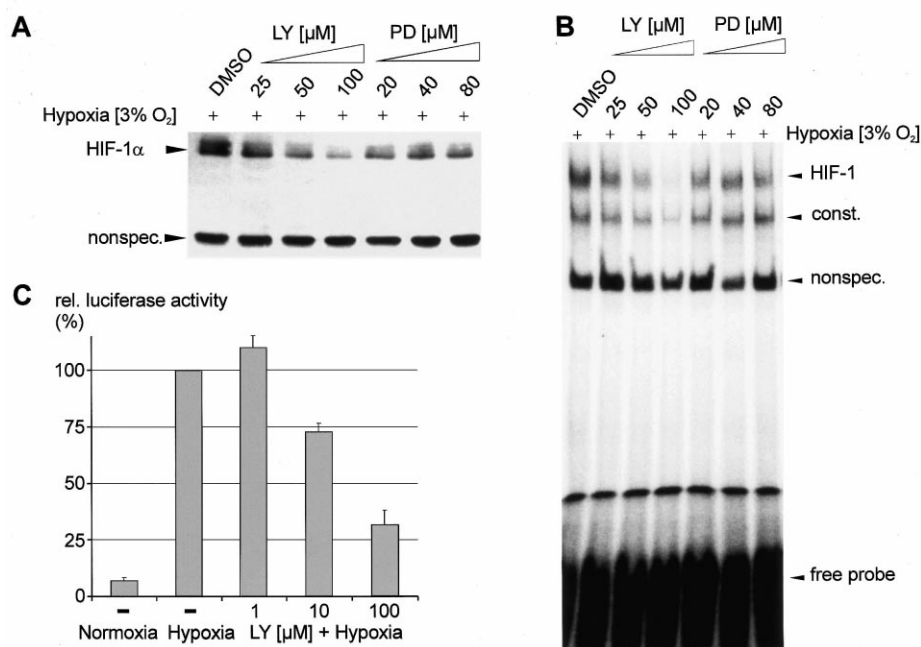 A
LY [µM] PD [µM]
DMSO 25 50 100 20 40 80
Hypoxia [3% O₂] + + + + + + +
HIF-1α
nonspec.
B
LY [µM] PD [µM]
DMSO 25 50 100 20 40 80
+ + + + + + + Hypoxia [3% O₂]
HIF-1
const.
nonspec.
free probe
C
rel. luciferase activity
(%)
100
75
50
25
0
– – 1 10 100
Normoxia Hypoxia LY [µM] + Hypoxia